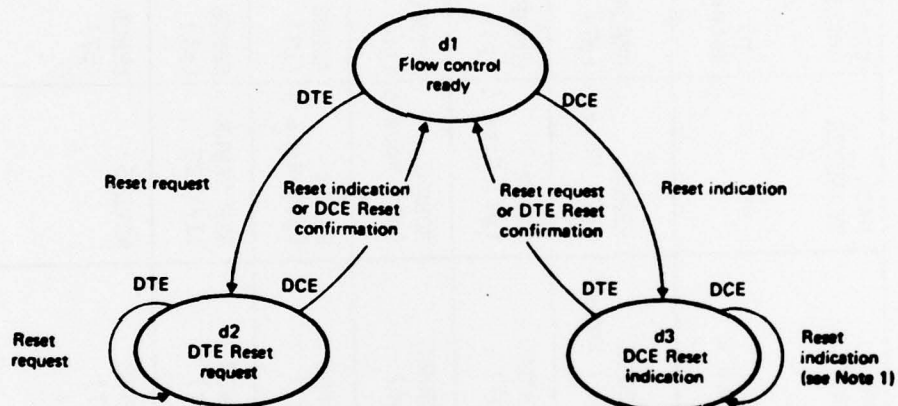 d1
Flow control
ready
DTE
DCE
Reset request
Reset indication
or DCE Reset
confirmation
Reset request
or DTE Reset
confirmation
Reset indication
DTE
DCE
DTE
DCE
Reset
request
d2
DTE Reset
request
d3
DCE Reset
indication
Reset
indication
(see Note 1)